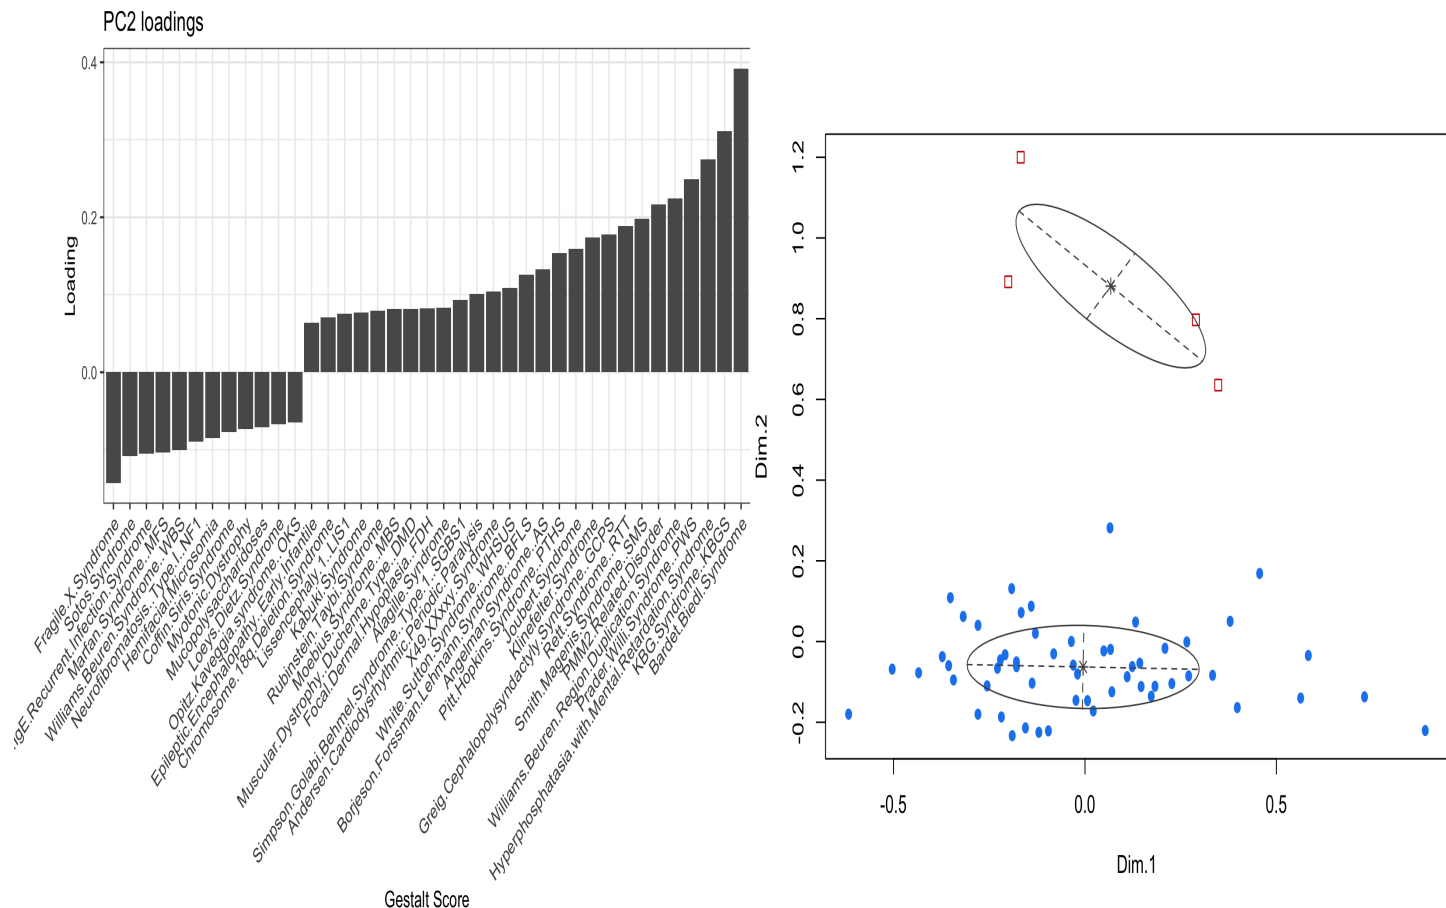 PC2 loadings
0.4
0.2
0.0
Loading
Fragile.X.Syndrome
Sotos.Syndrome
.gE.Recurrent.Infection.Syndrome
Marfan.Syndrome..MFS
Williams.Beuren.Syndrome..WBS
Neurofibromatosis..Type.I..NF1
Hemifacial.Microsomia
Coffin.Siris.Syndrome
Myotonic.Dystrophy
Mucopolysaccharidoses
Loeys.Dietz.Syndrome
Opitz.Kaveggia.syndrome..OKS
Epileptic.Encephalopathy..Early.Infantile
Chromosome.18q.Deletion.Syndrome
Lissencephaly.1..LIS1
Kabuki.Syndrome
Rubinstein.Taybi.Syndrome
Moebius.Syndrome..MBS
Muscular.Dystrophy..Duchenne.Type..DMD
Focal.Dermal.Hypoplasia..FDH
Alagille.Syndrome
Simpson.Golabi.Behmel.Syndrome..Type.1..SGBS1
Andersen.Cardiodysrhythmic.Periodic.Paralysis
X49..XXXXY.Syndrome
White.Sutton.Syndrome..WHSUS
Borjeson.Forssman.Lehmann.Syndrome..BFLS
Angelman.Syndrome..AS
Pitt.Hopkins.Syndrome..PTHS
Joubert.Syndrome
Klinefelter.Syndrome
Greig.Cephalopolysyndactyly.Syndrome..GCPS
Rett.Syndrome..RTT
Smith.Magenis.Syndrome..SMS
PMM2.Related.Disorder
Williams.Beuren.Region.Duplication.Syndrome
Prader.Willi.Syndrome..PWS
Hyperphosphatasia.with.Mental.Retardation.Syndrome
KBG.Syndrome..KBGS
Bardet.Biedl.Syndrome
Gestalt Score
1.2
1.0
0.8
0.6
0.4
0.2
0.0
-0.2
Dim.2
-0.5
0.0
0.5
Dim.1